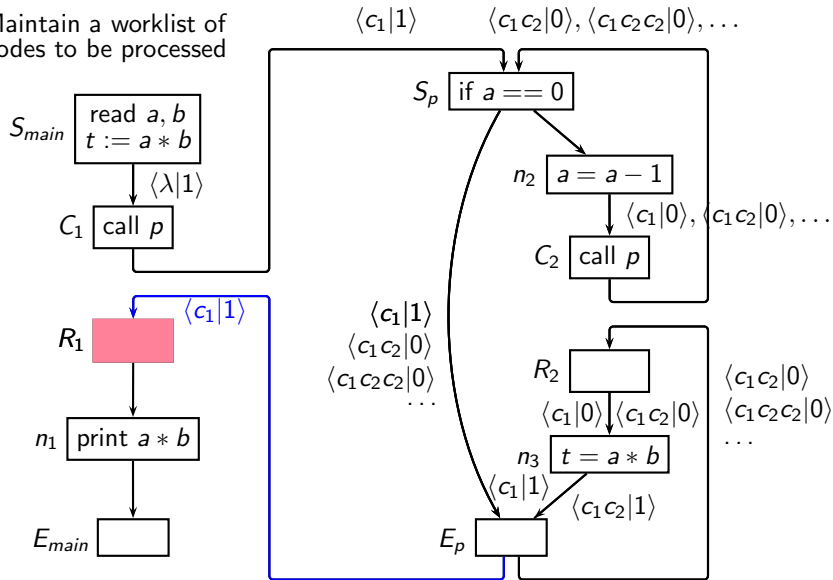 Maintain a worklist of
nodes to be processed
⟨c₁|1⟩
⟨c₁c₂|0⟩, ⟨c₁c₂c₂|0⟩, ...
S_main
read a, b
t := a ∗ b
⟨λ|1⟩
C₁
call p
S_p
if a == 0
n₂
a = a − 1
⟨c₁|0⟩, ⟨c₁c₂|0⟩, ...
C₂
call p
⟨c₁|1⟩
R₁
n₁
print a ∗ b
E_main
⟨c₁|1⟩
⟨c₁c₂|0⟩
⟨c₁c₂c₂|0⟩
...
R₂
⟨c₁|0⟩ ⟨c₁c₂|0⟩
n₃
t = a ∗ b
⟨c₁|1⟩
⟨c₁c₂|1⟩
E_p
⟨c₁c₂|0⟩
⟨c₁c₂c₂|0⟩
...